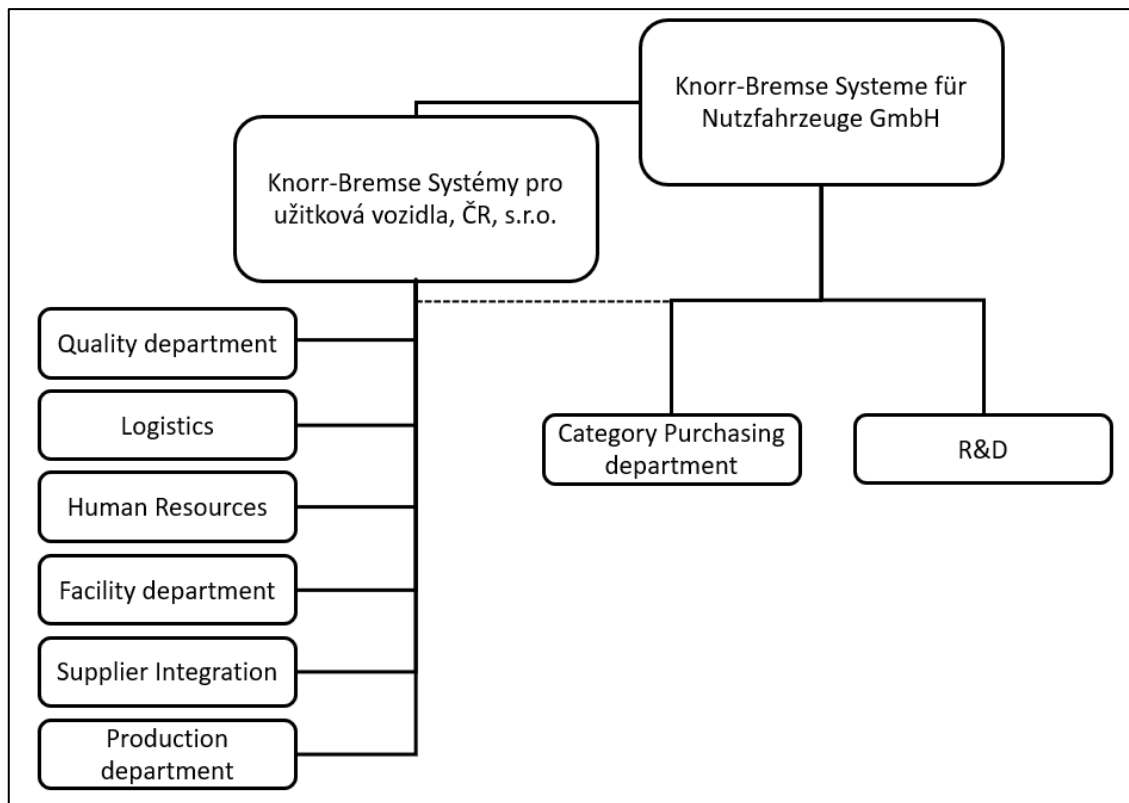 Knorr-Bremse Systeme für
Nutzfahrzeuge GmbH
Knorr-Bremse Systémy pro
užitková vozidla, ČR, s.r.o.
Quality department
Logistics
Human Resources
Facility department
Supplier Integration
Production
department
Category Purchasing
department
R&D